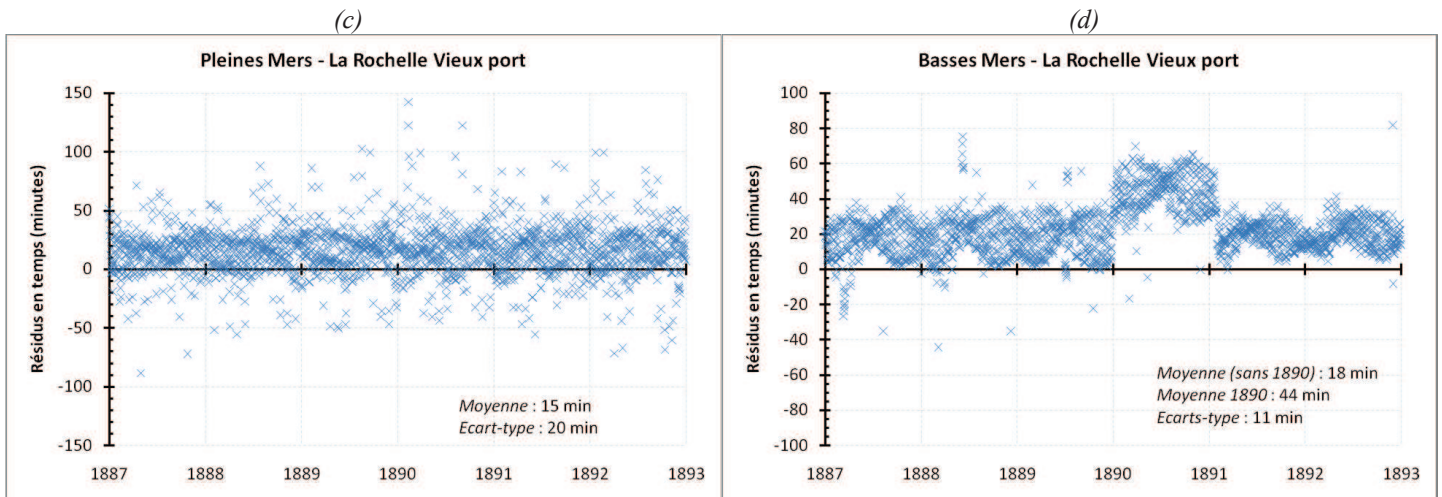 (c)
Pleines Mers - La Rochelle Vieux port
Résidus en temps (minutes)
150
100
50
0
-50
-100
-150
1887 1888 1889 1890 1891 1892 1893
Moyenne : 15 min
Ecart-type : 20 min
(d)
Basses Mers - La Rochelle Vieux port
Résidus en temps (minutes)
100
80
60
40
20
0
-20
-40
-60
-80
-100
1887 1888 1889 1890 1891 1892 1893
Moyenne (sans 1890) : 18 min
Moyenne 1890 : 44 min
Ecarts-type : 11 min